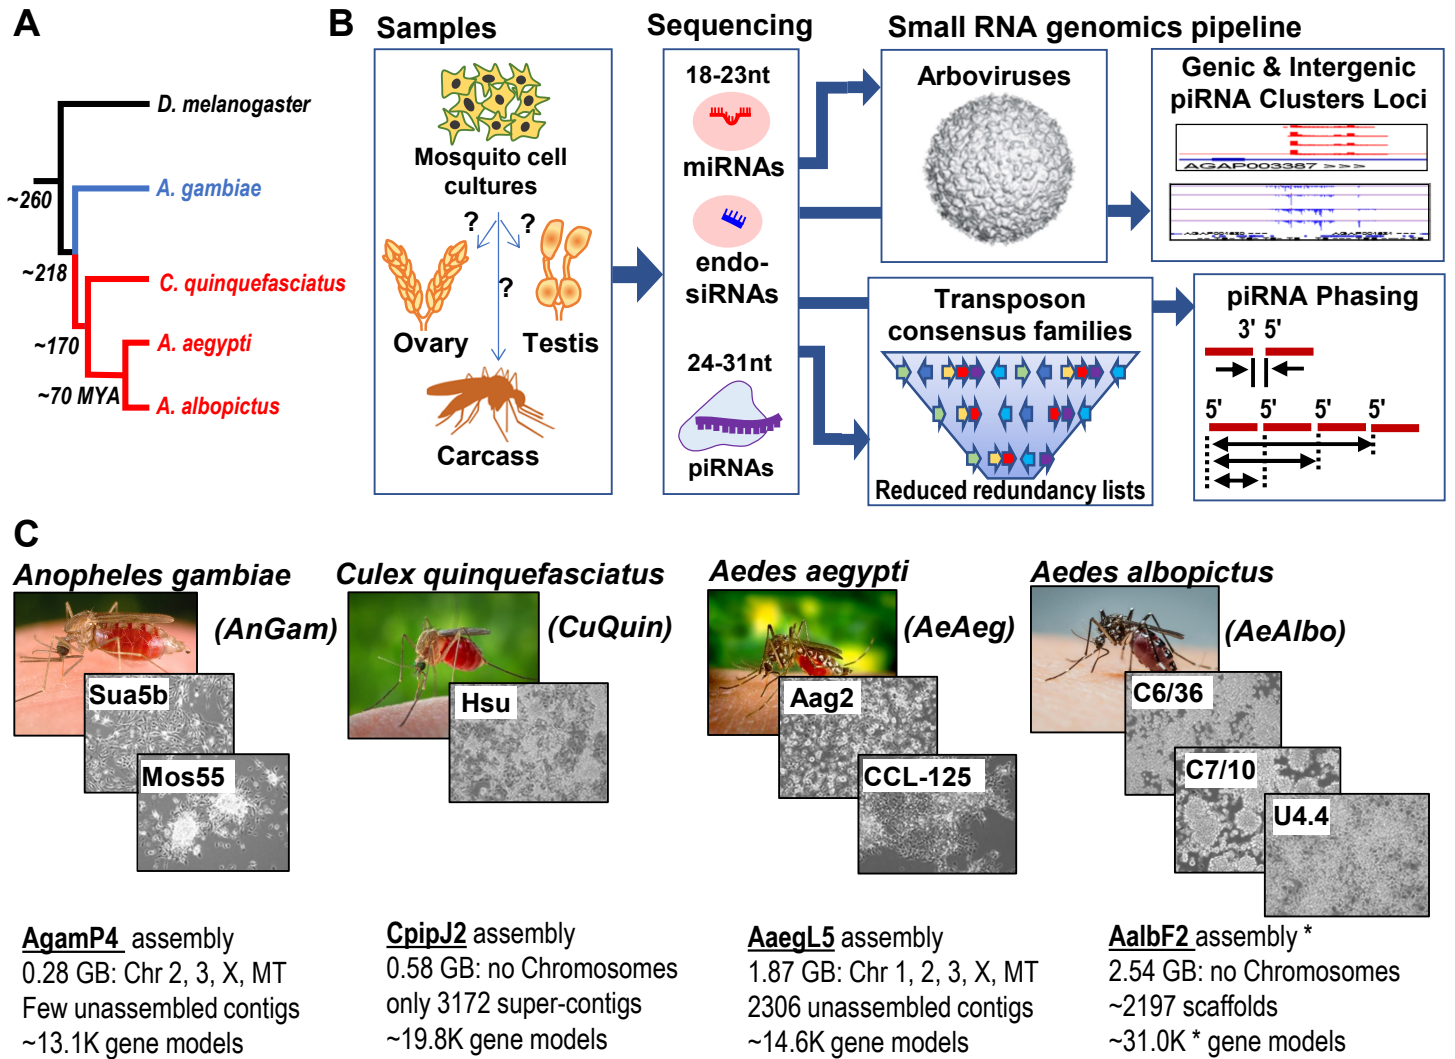 A
D. melanogaster
A. gambiae
C. quinquefasciatus
A. aegypti
A. albopictus
~260
~218
~170
~70 MYA
B
Samples
Mosquito cell
cultures
?
?
?
Ovary
Testis
Carcass
Sequencing
18-23nt
miRNAs
endo-
siRNAs
24-31nt
piRNAs
Small RNA genomics pipeline
Arboviruses
Genic & Intergenic
piRNA Clusters Loci
AGAP003387 >>>
Transposon
consensus families
Reduced redundancy lists
piRNA Phasing
3' 5'
5' 5' 5' 5'
C
Anopheles gambiae
(AnGam)
Sua5b
Mos55
AgamP4 assembly
0.28 GB: Chr 2, 3, X, MT
Few unassembled contigs
~13.1K gene models
Culex quinquefasciatus
(CuQuin)
Hsu
CpipJ2 assembly
0.58 GB: no Chromosomes
only 3172 super-contigs
~19.8K gene models
Aedes aegypti
(AeAeg)
Aag2
CCL-125
AaegL5 assembly
1.87 GB: Chr 1, 2, 3, X, MT
2306 unassembled contigs
~14.6K gene models
Aedes albopictus
(AeAlbo)
C6/36
C7/10
U4.4
AalbF2 assembly *
2.54 GB: no Chromosomes
~2197 scaffolds
~31.0K * gene models